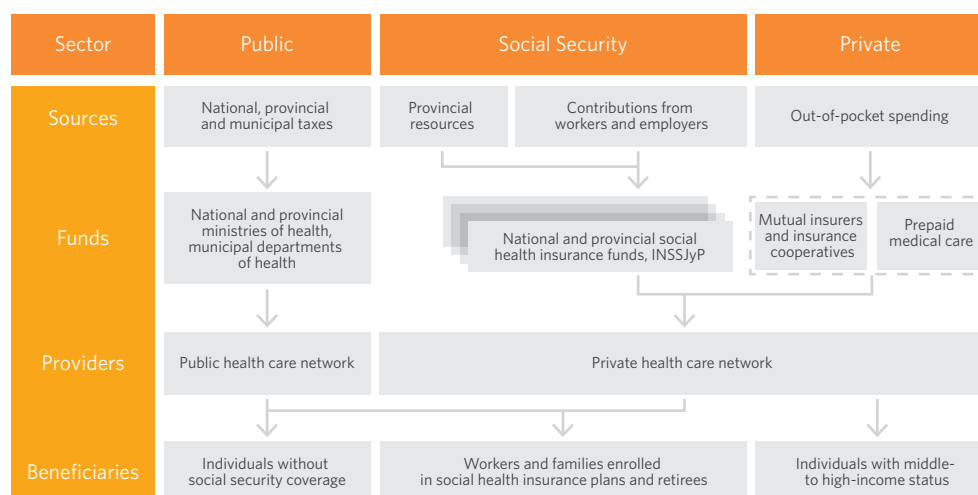 Sector
Public
Social Security
Private
Sources
National, provincial
and municipal taxes
Provincial
resources
Contributions from
workers and employers
Out-of-pocket spending
Funds
National and provincial
ministries of health,
municipal departments
of health
National and provincial social
health insurance funds, INSSJyP
Mutual insurers
and insurance
cooperatives
Prepaid
medical care
Providers
Public health care network
Private health care network
Beneficiaries
Individuals without
social security coverage
Workers and families enrolled
in social health insurance plans and retirees
Individuals with middle-
to high-income status